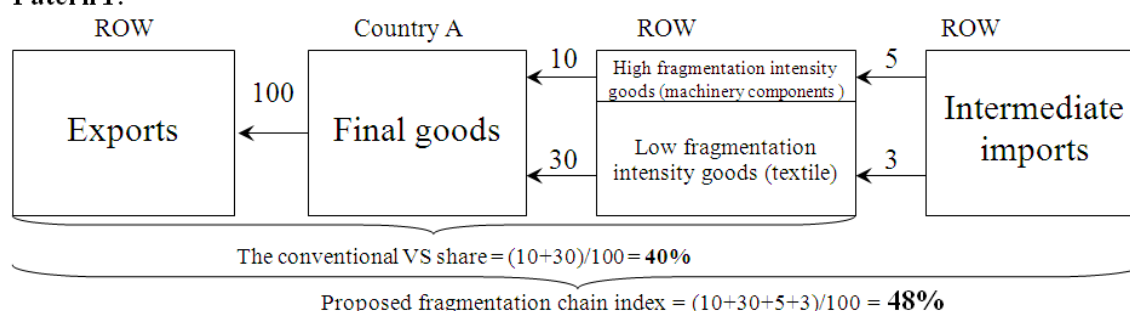 ROW Country A ROW ROW
Exports
100
Final goods
10
30
High fragmentation intensity
goods (machinery components )
Low fragmentation
intensity goods (textile)
5
3
Intermediate
imports
The conventional VS share = (10+30)/100 = 40%
Proposed fragmentation chain index = (10+30+5+3)/100 = 48%